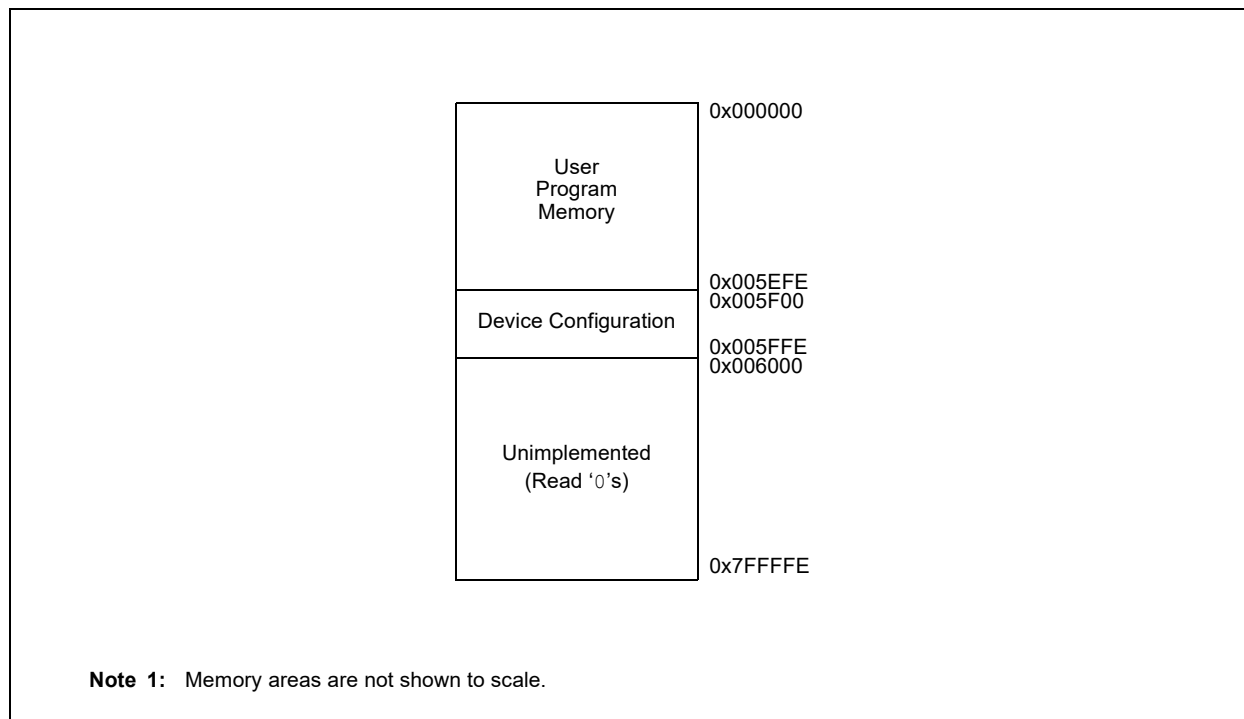 0x000000
User
Program
Memory
0x005EFE
0x005F00
Device Configuration
0x005FFE
0x006000
Unimplemented
(Read ‘0’s)
0x7FFFFE
Note 1: Memory areas are not shown to scale.